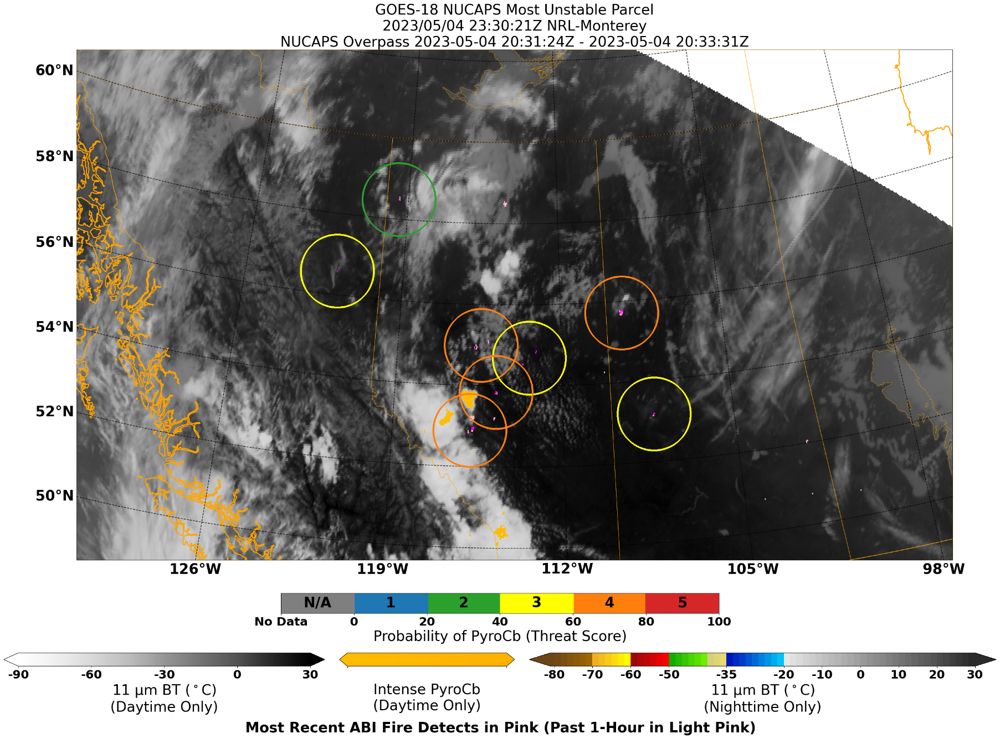 GOES-18 NUCAPS Most Unstable Parcel
2023/05/04 23:30:21Z NRL-Monterey
NUCAPS Overpass 2023-05-04 20:31:24Z - 2023-05-04 20:33:31Z
60°N
58°N
56°N
54°N
52°N
50°N
126°W 119°W 112°W 105°W 98°W
N/A 1 2 3 4 5
No Data 0 20 40 60 80 100
Probability of PyroCb (Threat Score)
-90 -60 -30 0 30
11 μm BT (°C)
(Daytime Only)
Intense PyroCb
(Daytime Only)
-80 -70 -60 -50 -35 -20 -10 0 10 20 30
11 μm BT (°C)
(Nighttime Only)
Most Recent ABI Fire Detects in Pink (Past 1-Hour in Light Pink)